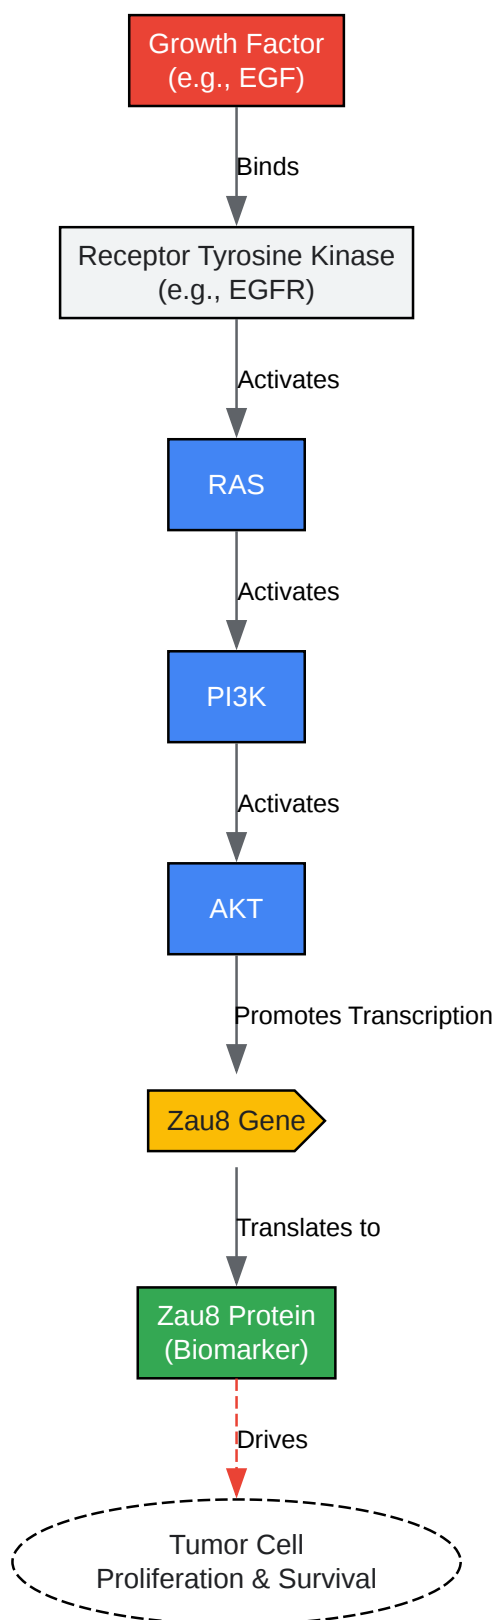 Growth Factor
(e.g., EGF)
Binds
Receptor Tyrosine Kinase
(e.g., EGFR)
Activates
RAS
Activates
PI3K
Activates
AKT
Promotes Transcription
Zau8 Gene
Translates to
Zau8 Protein
(Biomarker)
Drives
Tumor Cell
Proliferation & Survival